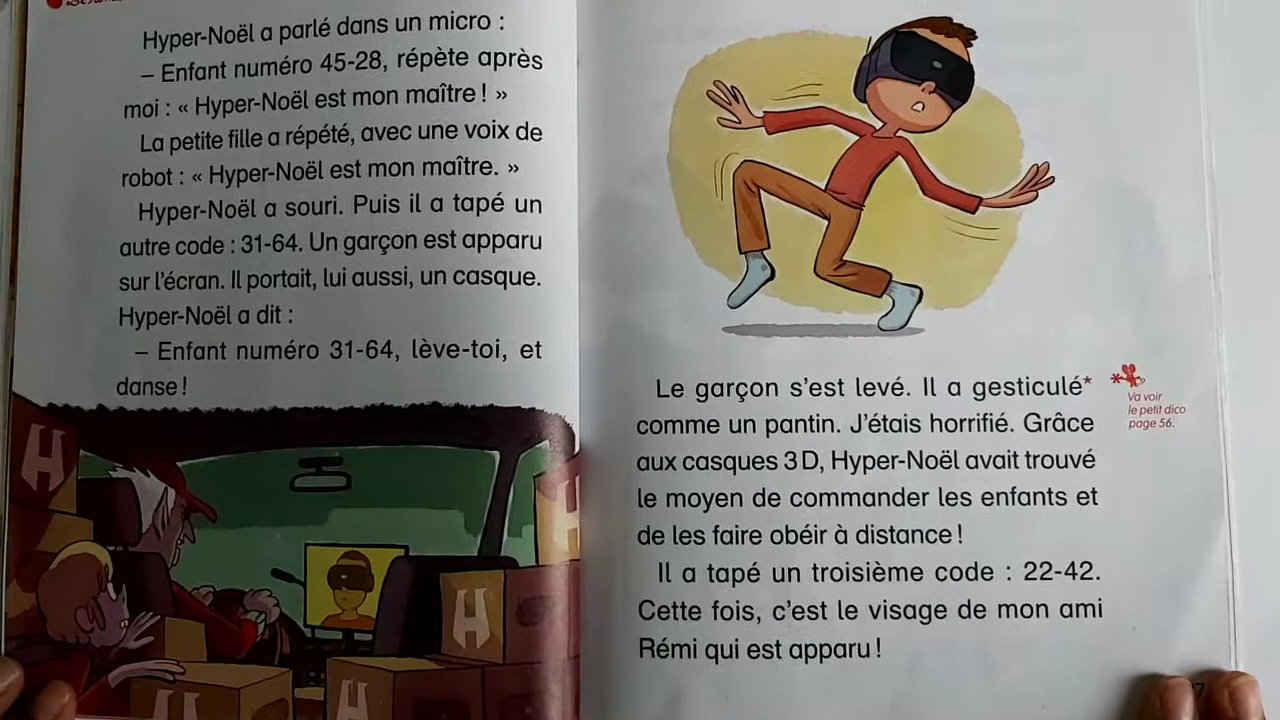 Hyper-Noël a parlé dans un micro :
– Enfant numéro 45-28, répète après
moi : « Hyper-Noël est mon maître ! »
La petite fille a répété, avec une voix de
robot : « Hyper-Noël est mon maître. »
Hyper-Noël a souri. Puis il a tapé un
autre code : 31-64. Un garçon est apparu
sur l'écran. Il portait, lui aussi, un casque.
Hyper-Noël a dit :
– Enfant numéro 31-64, lève-toi, et
danse !
H
H
H
H
Le garçon s'est levé. Il a gesticulé*
comme un pantin. J'étais horrifié. Grâce
aux casques 3D, Hyper-Noël avait trouvé
le moyen de commander les enfants et
de les faire obéir à distance !
Il a tapé un troisième code : 22-42.
Cette fois, c'est le visage de mon ami
Rémi qui est apparu !
*
Va voir
le petit dico
page 56.